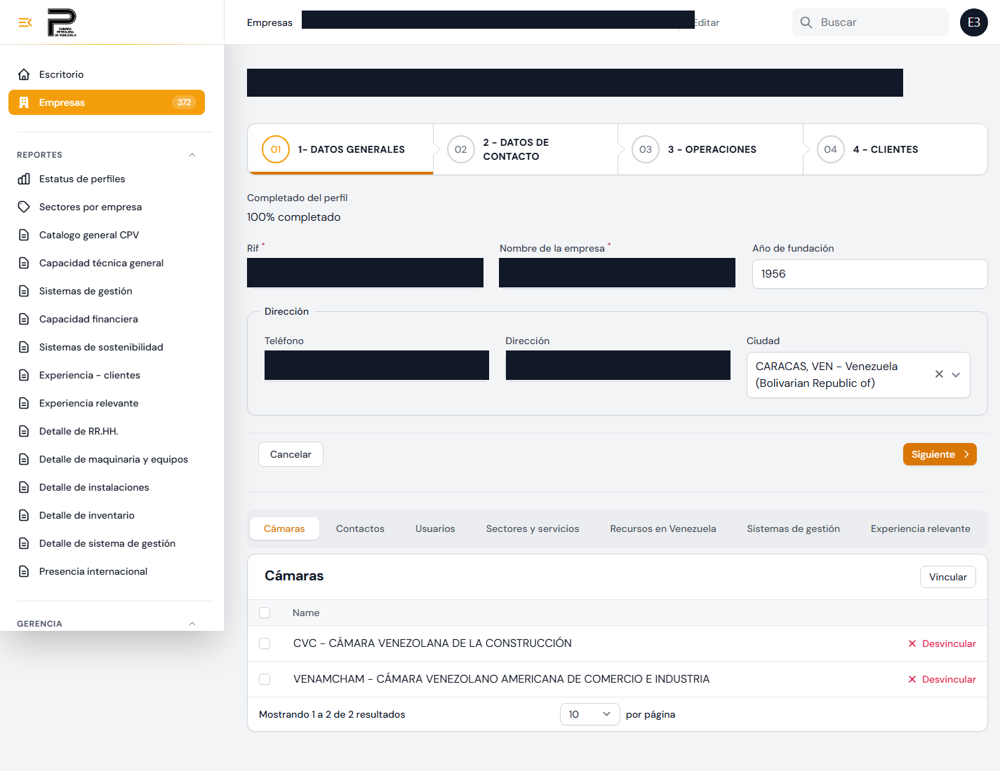 CAMARA
PETROLERA
DE VENEZUELA
Empresas
Editar
Buscar
E3
Escritorio
Empresas 372
REPORTES
Estatus de perfiles
Sectores por empresa
Catalogo general CPV
Capacidad técnica general
Sistemas de gestión
Capacidad financiera
Sistemas de sostenibilidad
Experiencia - clientes
Experiencia relevante
Detalle de RR.HH.
Detalle de maquinaria y equipos
Detalle de instalaciones
Detalle de inventario
Detalle de sistema de gestión
Presencia internacional
GERENCIA
01 1- DATOS GENERALES
02 2 - DATOS DE
CONTACTO
03 3 - OPERACIONES
04 4 - CLIENTES
Completado del perfil
100% completado
Rif *
Nombre de la empresa *
Año de fundación
1956
Dirección
Teléfono
Dirección
Ciudad
CARACAS, VEN - Venezuela
(Bolivarian Republic of)
Cancelar
Siguiente
Cámaras Contactos Usuarios Sectores y servicios Recursos en Venezuela Sistemas de gestión Experiencia relevante
Cámaras
Vincular
Name
CVC - CÁMARA VENEZOLANA DE LA CONSTRUCCIÓN Desvincular
VENAMCHAM - CÁMARA VENEZOLANO AMERICANA DE COMERCIO E INDUSTRIA Desvincular
Mostrando 1 a 2 de 2 resultados 10 por página